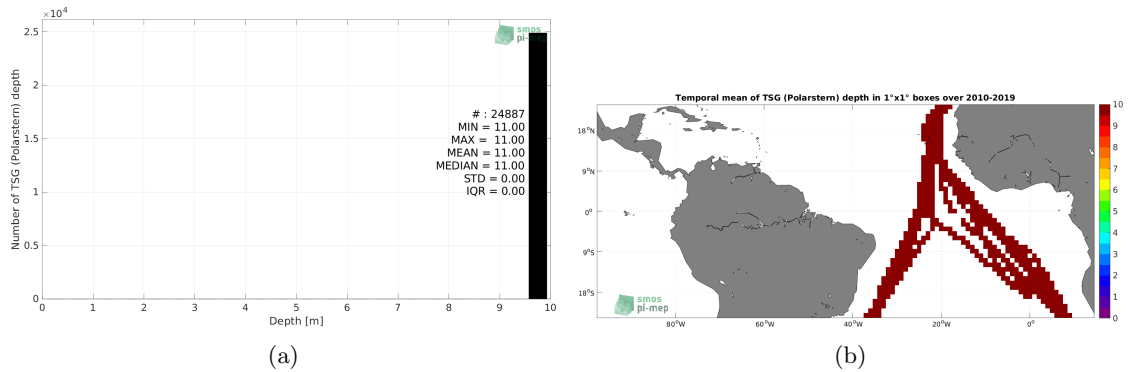 ×10⁴
2.5
2
1.5
1
0.5
0
Number of TSG (Polarstern) depth
smos
pi-mep
# : 24887
MIN = 11.00
MAX = 11.00
MEAN = 11.00
MEDIAN = 11.00
STD = 0.00
IQR = 0.00
0 1 2 3 4 5 6 7 8 9 10
Depth [m]
(a)
Temporal mean of TSG (Polarstern) depth in 1°x1° boxes over 2010-2019
18°N
9°N
0°
9°S
18°S
80°W 60°W 40°W 20°W 0°
10
9
8
7
6
5
4
3
2
1
0
smos
pi-mep
(b)